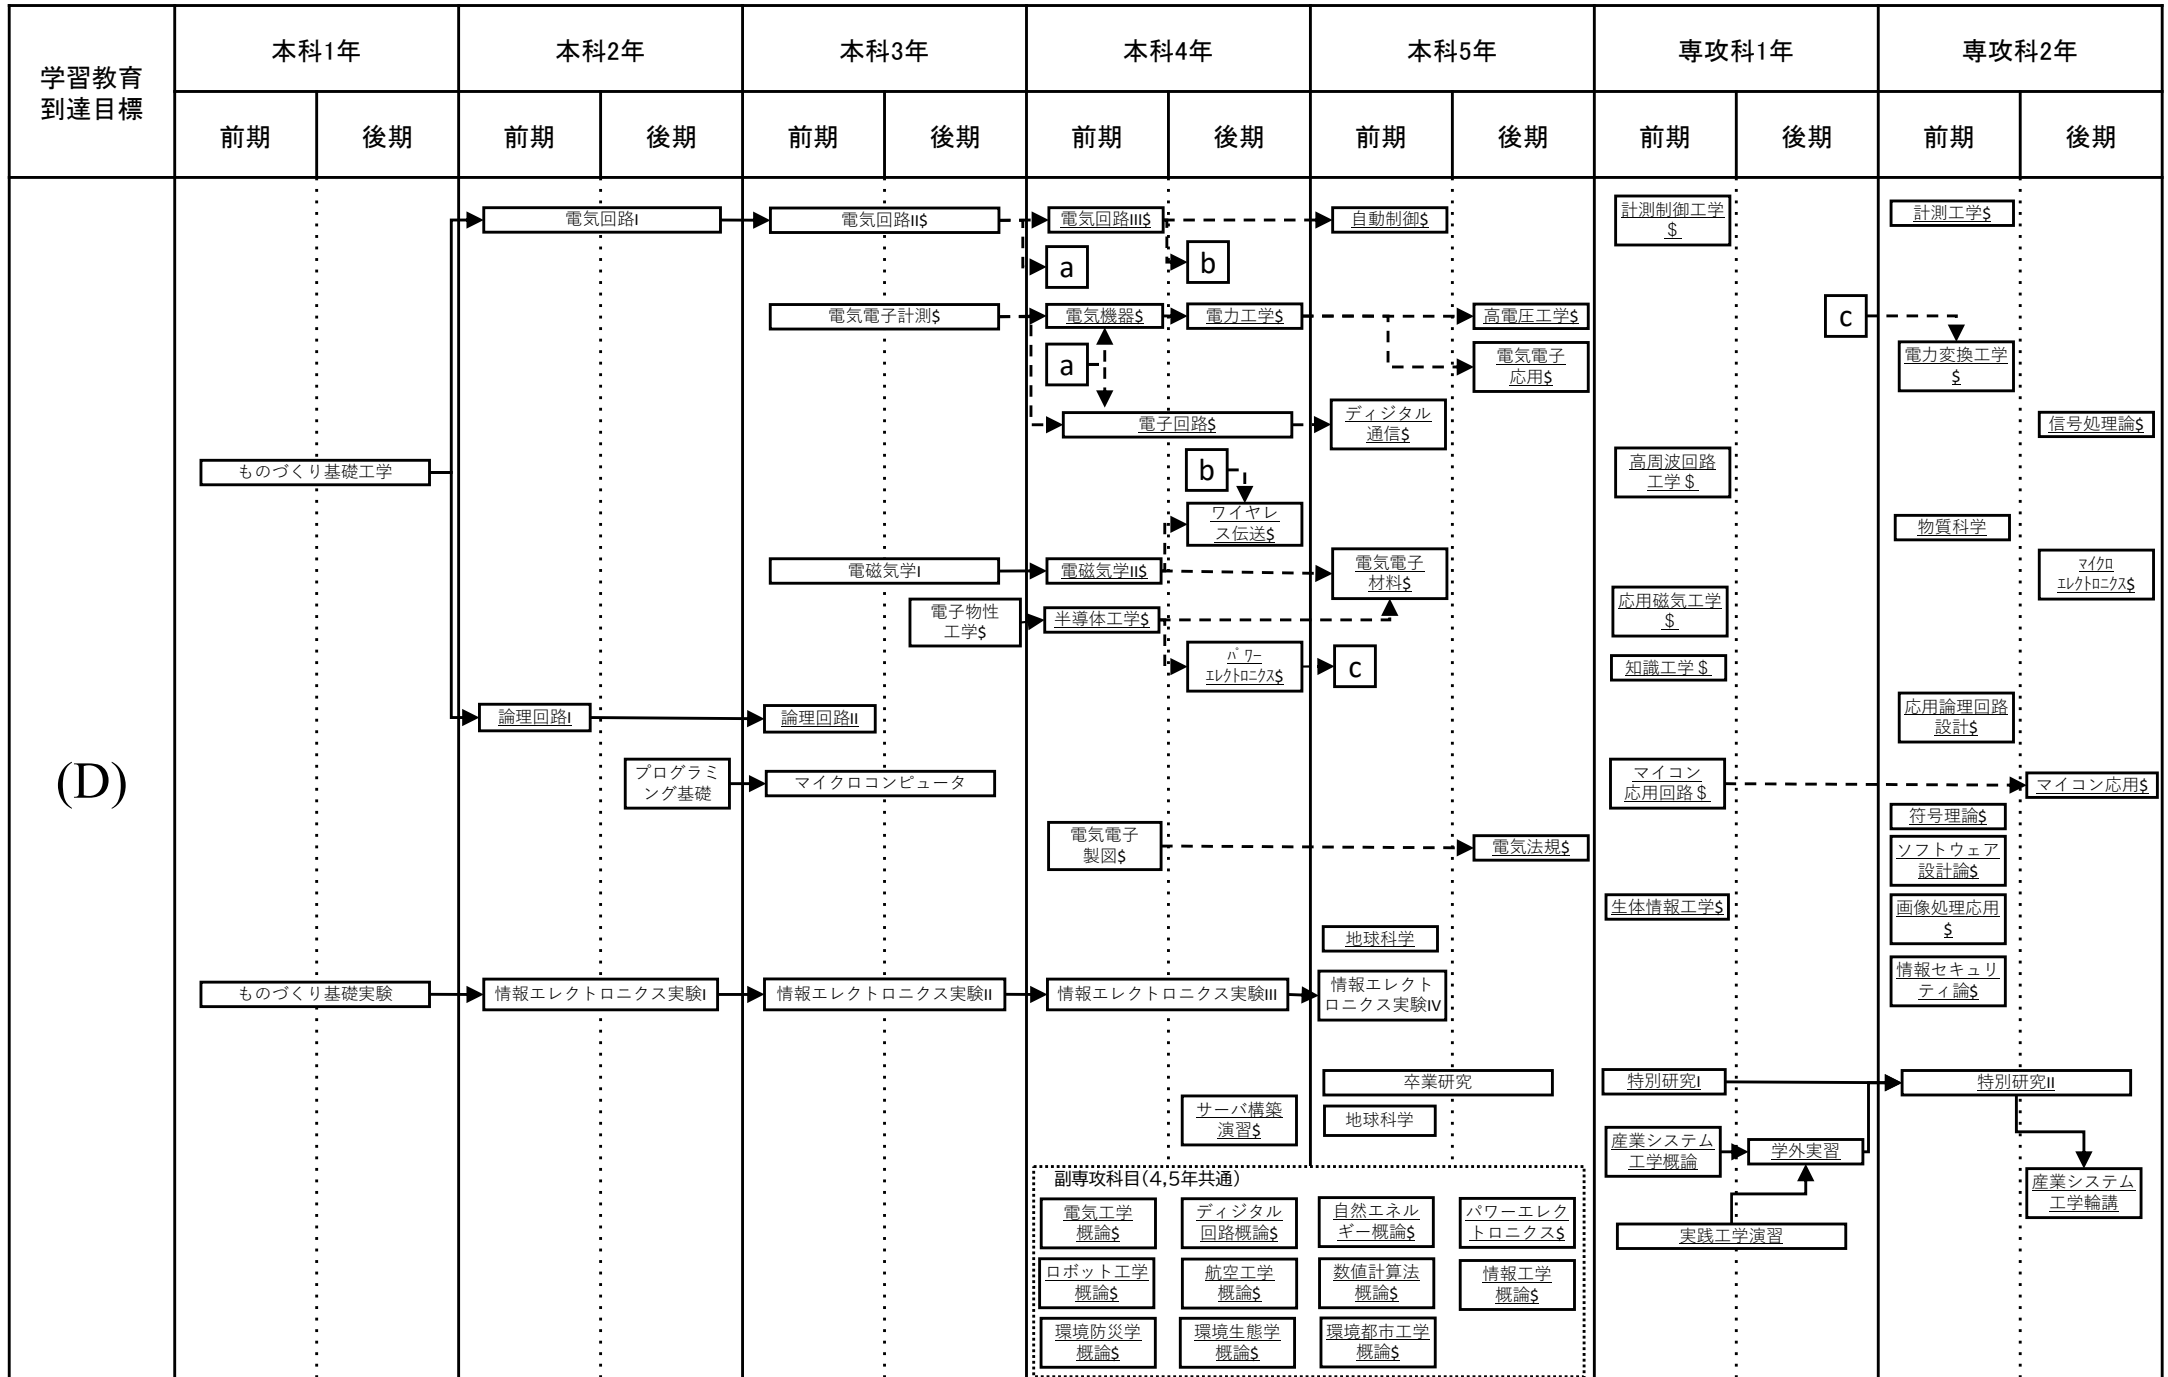 学習教育
到達目標
本科1年
本科2年
本科3年
本科4年
本科5年
専攻科1年
専攻科2年
前期
後期
前期
後期
前期
後期
前期
後期
前期
後期
前期
後期
前期
後期
(D)
電気回路I
電気回路II$
電気回路III$
自動制御$
計測制御工学
$
計測工学$
a
b
電気電子計測$
電気機器$
電力工学$
高電圧工学$
c
電気電子
応用$
電力変換工学
$
a
電子回路$
ディジタル
通信$
信号処理論$
ものづくり基礎工学
b
高周波回路
工学＄
ワイヤレ
ス伝送$
物質科学
電磁気学I
電磁気学II$
電気電子
材料$
マイクロ
エレクトロニクス$
電子物性
工学$
半導体工学$
応用磁気工学
$
パワー
エレクトロニクス$
c
知識工学＄
論理回路I
論理回路II
応用論理回路
設計$
プログラミ
ング基礎
マイクロコンピュータ
マイコン
応用回路＄
マイコン応用$
符号理論$
電気電子
製図$
電気法規$
ソフトウェア
設計論$
生体情報工学$
画像処理応用
$
地球科学
ものづくり基礎実験
情報エレクトロニクス実験I
情報エレクトロニクス実験II
情報エレクトロニクス実験III
情報エレクト
ロニクス実験IV
情報セキュリ
ティ論$
卒業研究
特別研究I
特別研究II
サーバ構築
演習$
地球科学
産業システム
工学概論
学外実習
産業システム
工学輪講
実践工学演習
副専攻科目(4,5年共通)
電気工学
概論$
ディジタル
回路概論$
自然エネル
ギー概論$
パワーエレク
トロニクス$
ロボット工学
概論$
航空工学
概論$
数値計算法
概論$
情報工学
概論$
環境防災学
概論$
環境生態学
概論$
環境都市工学
概論$